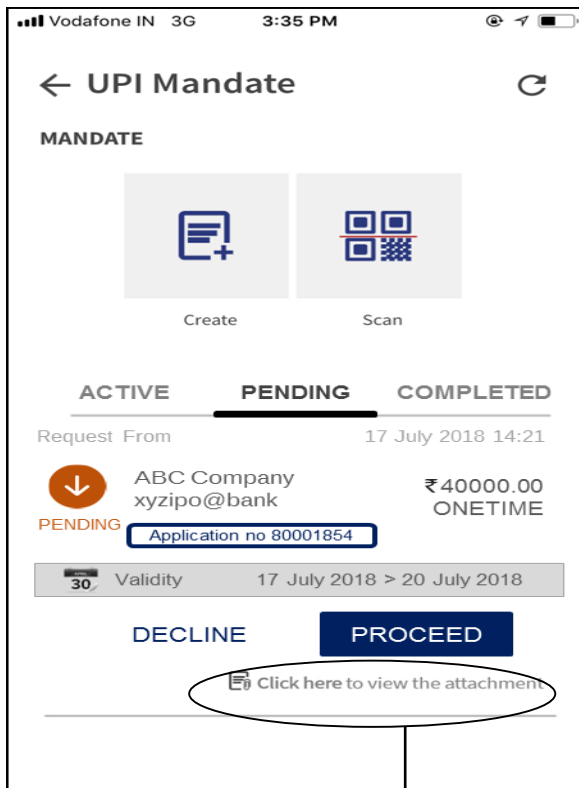 Vodafone IN 3G 3:35 PM
UPI Mandate
MANDATE
Create Scan
ACTIVE PENDING COMPLETED
Request From 17 July 2018 14:21
ABC Company ₹40000.00
xyzipo@bank ONETIME
PENDING
Application no 80001854
30 Validity 17 July 2018 > 20 July 2018
DECLINE PROCEED
Click here to view the attachment